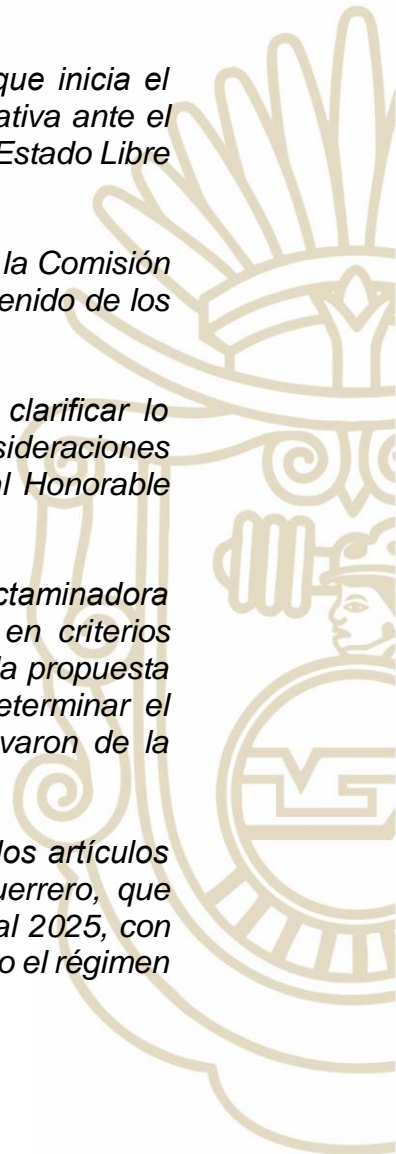 que inicia el
ativa ante el
Estado Libre
la Comisión
enido de los
clarificar lo
sideraciones
al Honorable
ctaminadora
en criterios
la propuesta
eterminar el
varon de la
los artículos
uerrero, que
al 2025, con
o el régimen